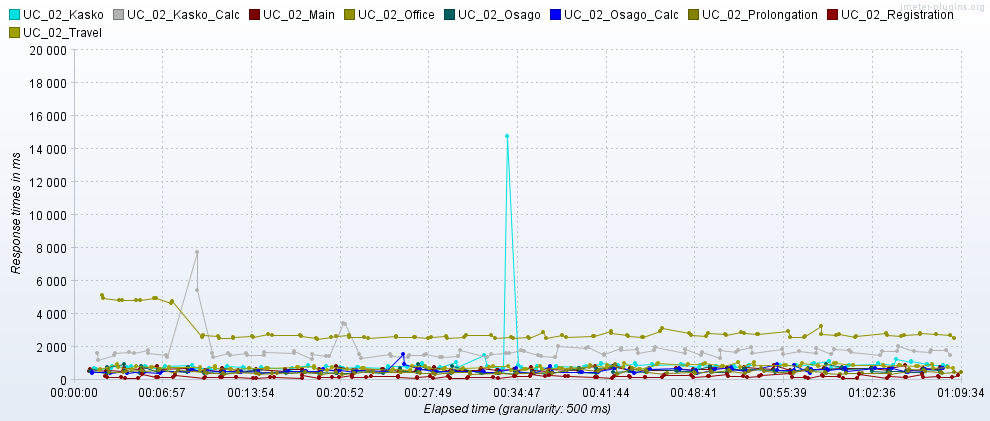 jmeter-plugins.org
UC_02_Kasko UC_02_Kasko_Calc UC_02_Main UC_02_Office UC_02_Osago UC_02_Osago_Calc UC_02_Prolongation UC_02_Registration
UC_02_Travel
20 000
18 000
16 000
14 000
12 000
10 000
8 000
6 000
4 000
2 000
0
Response times in ms
00:00:00 00:06:57 00:13:54 00:20:52 00:27:49 00:34:47 00:41:44 00:48:41 00:55:39 01:02:36 01:09:34
Elapsed time (granularity: 500 ms)